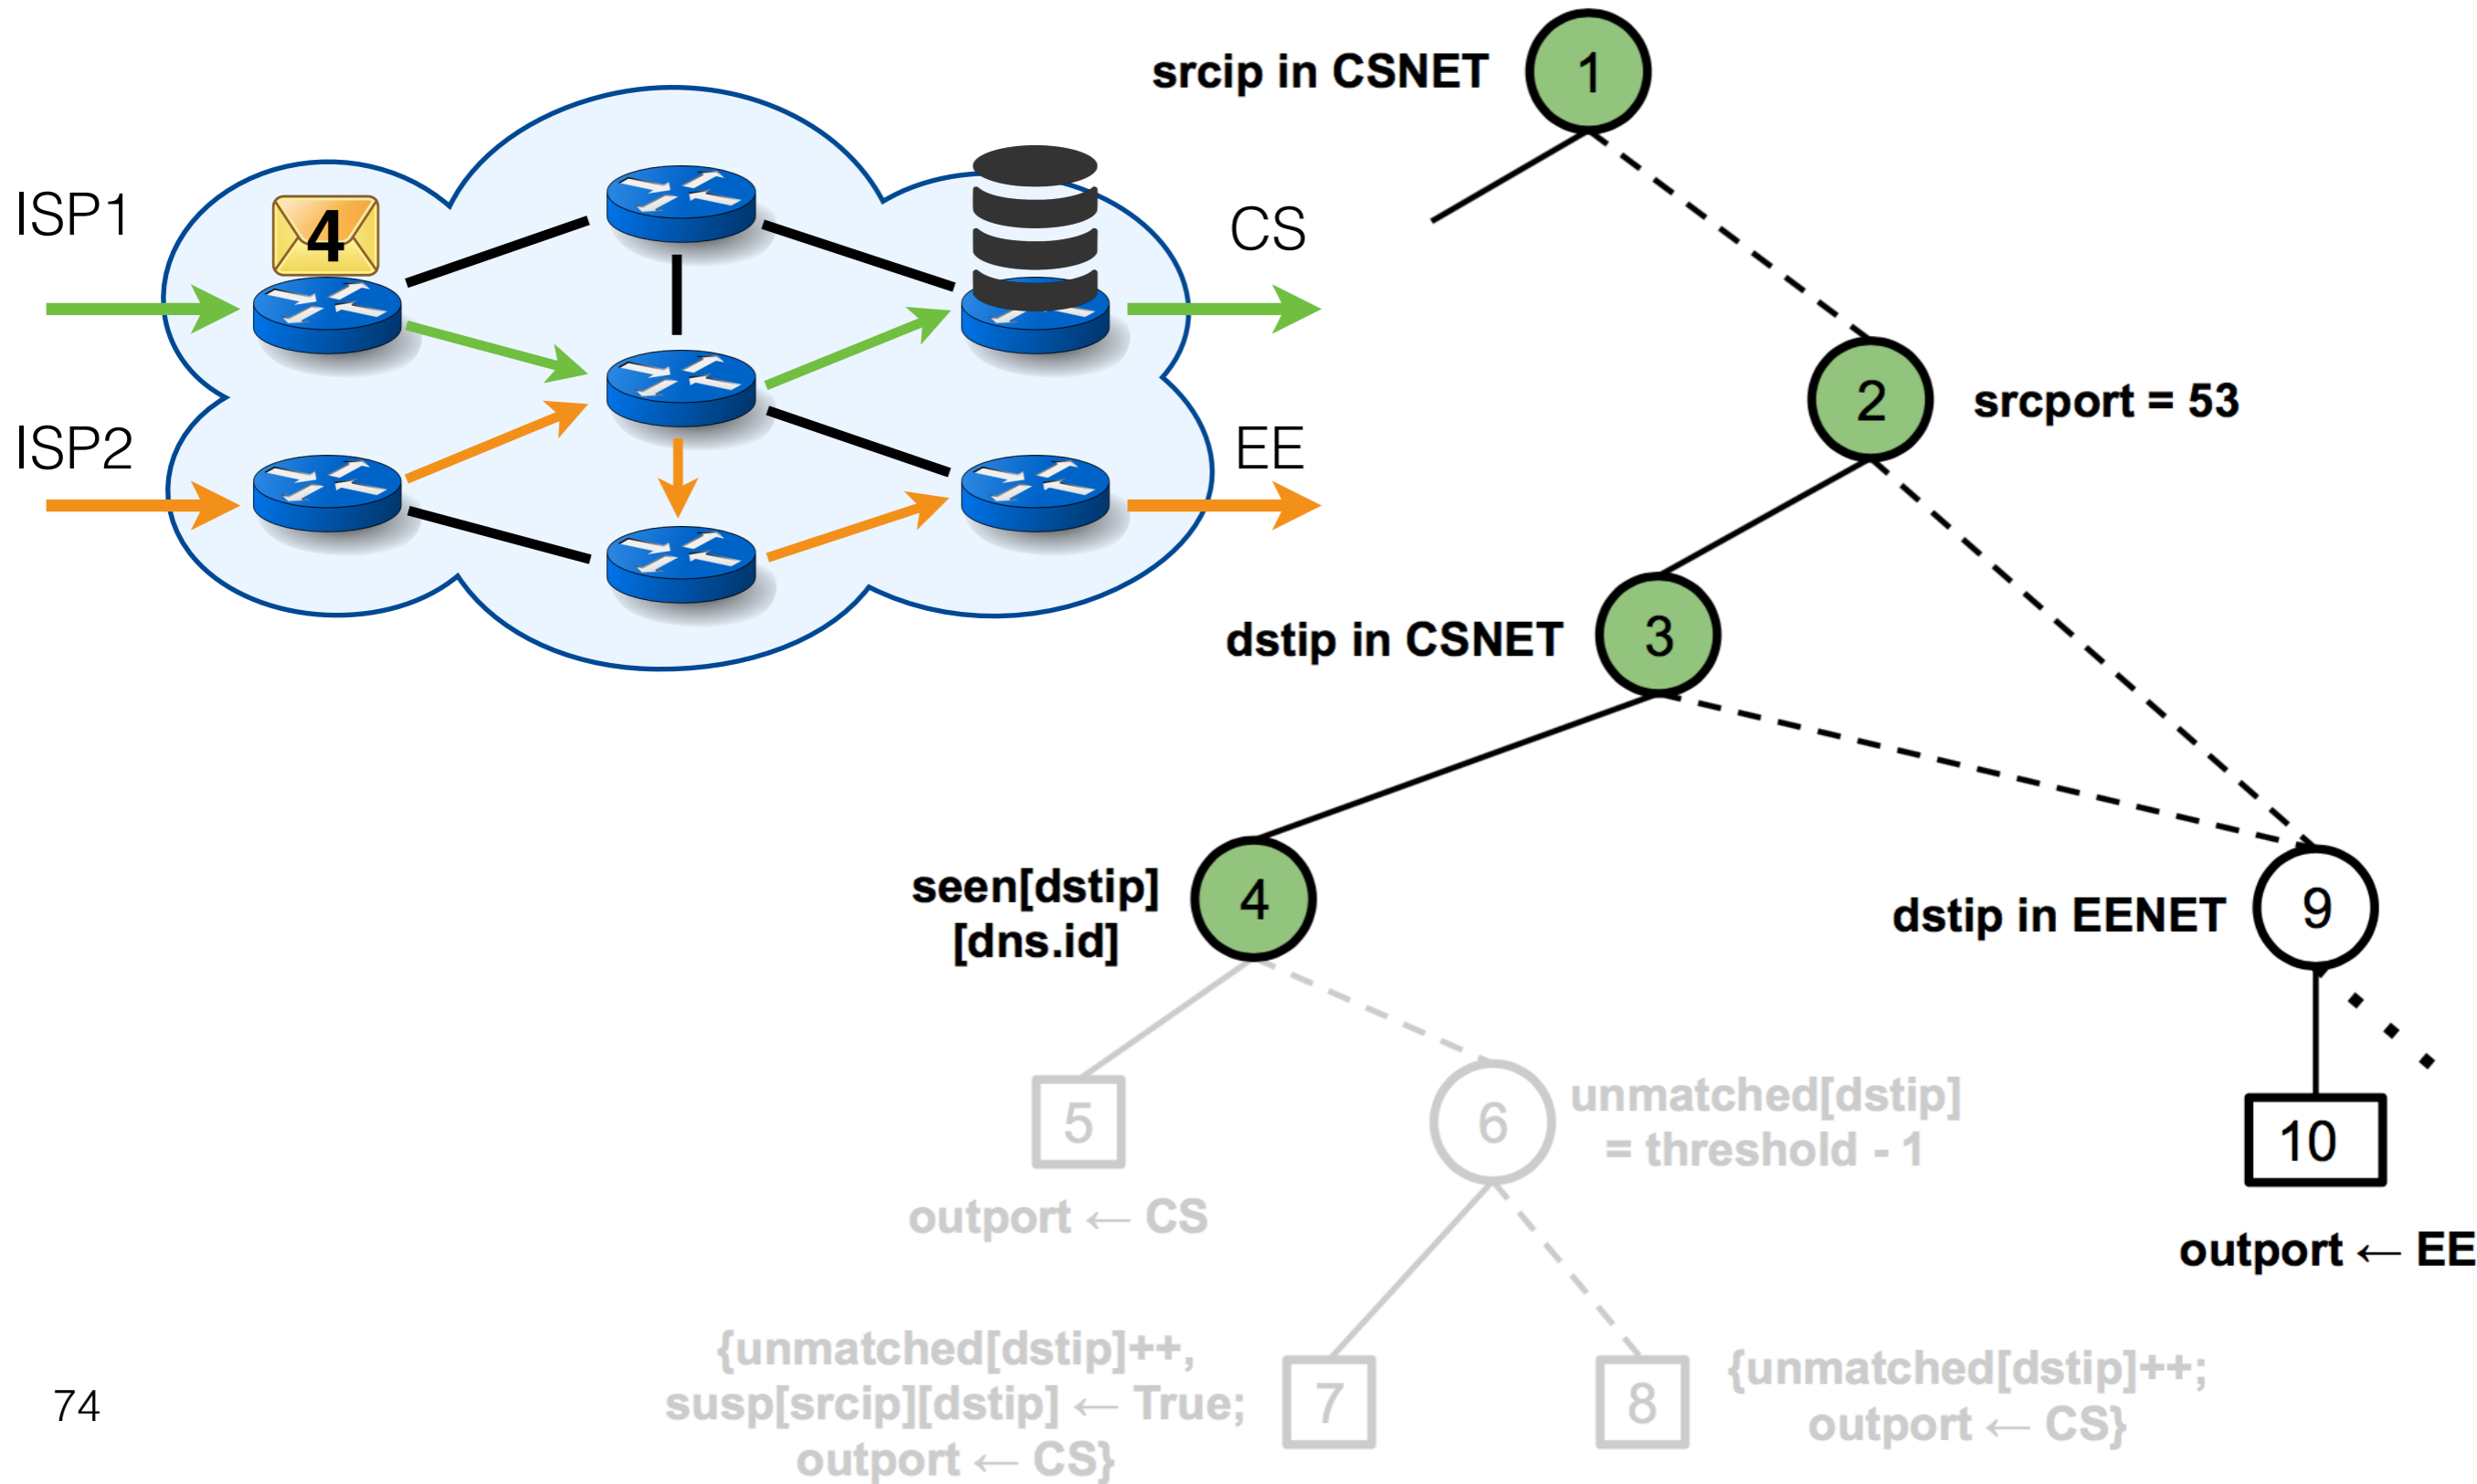 srcip in CSNET
1
ISP1
4
CS
ISP2
EE
2
srcport = 53
dstip in CSNET
3
seen[dstip]
[dns.id]
4
dstip in EENET
9
5
6
unmatched[dstip]
= threshold - 1
10
outport ← CS
outport ← EE
{unmatched[dstip]++,
susp[srcip][dstip] ← True;
outport ← CS}
7
8
{unmatched[dstip]++;
outport ← CS}
74